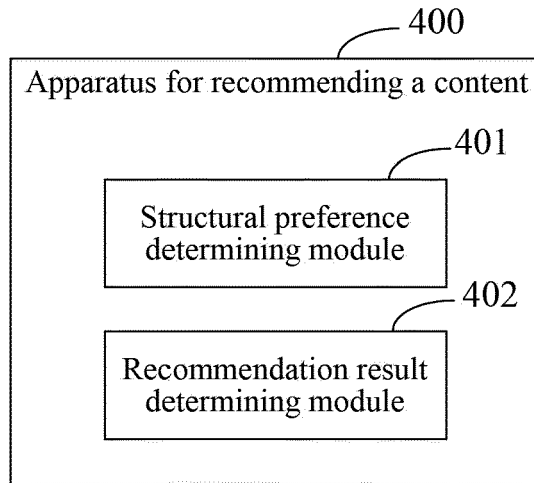 400
Apparatus for recommending a content
401
Structural preference
determining module
402
Recommendation result
determining module